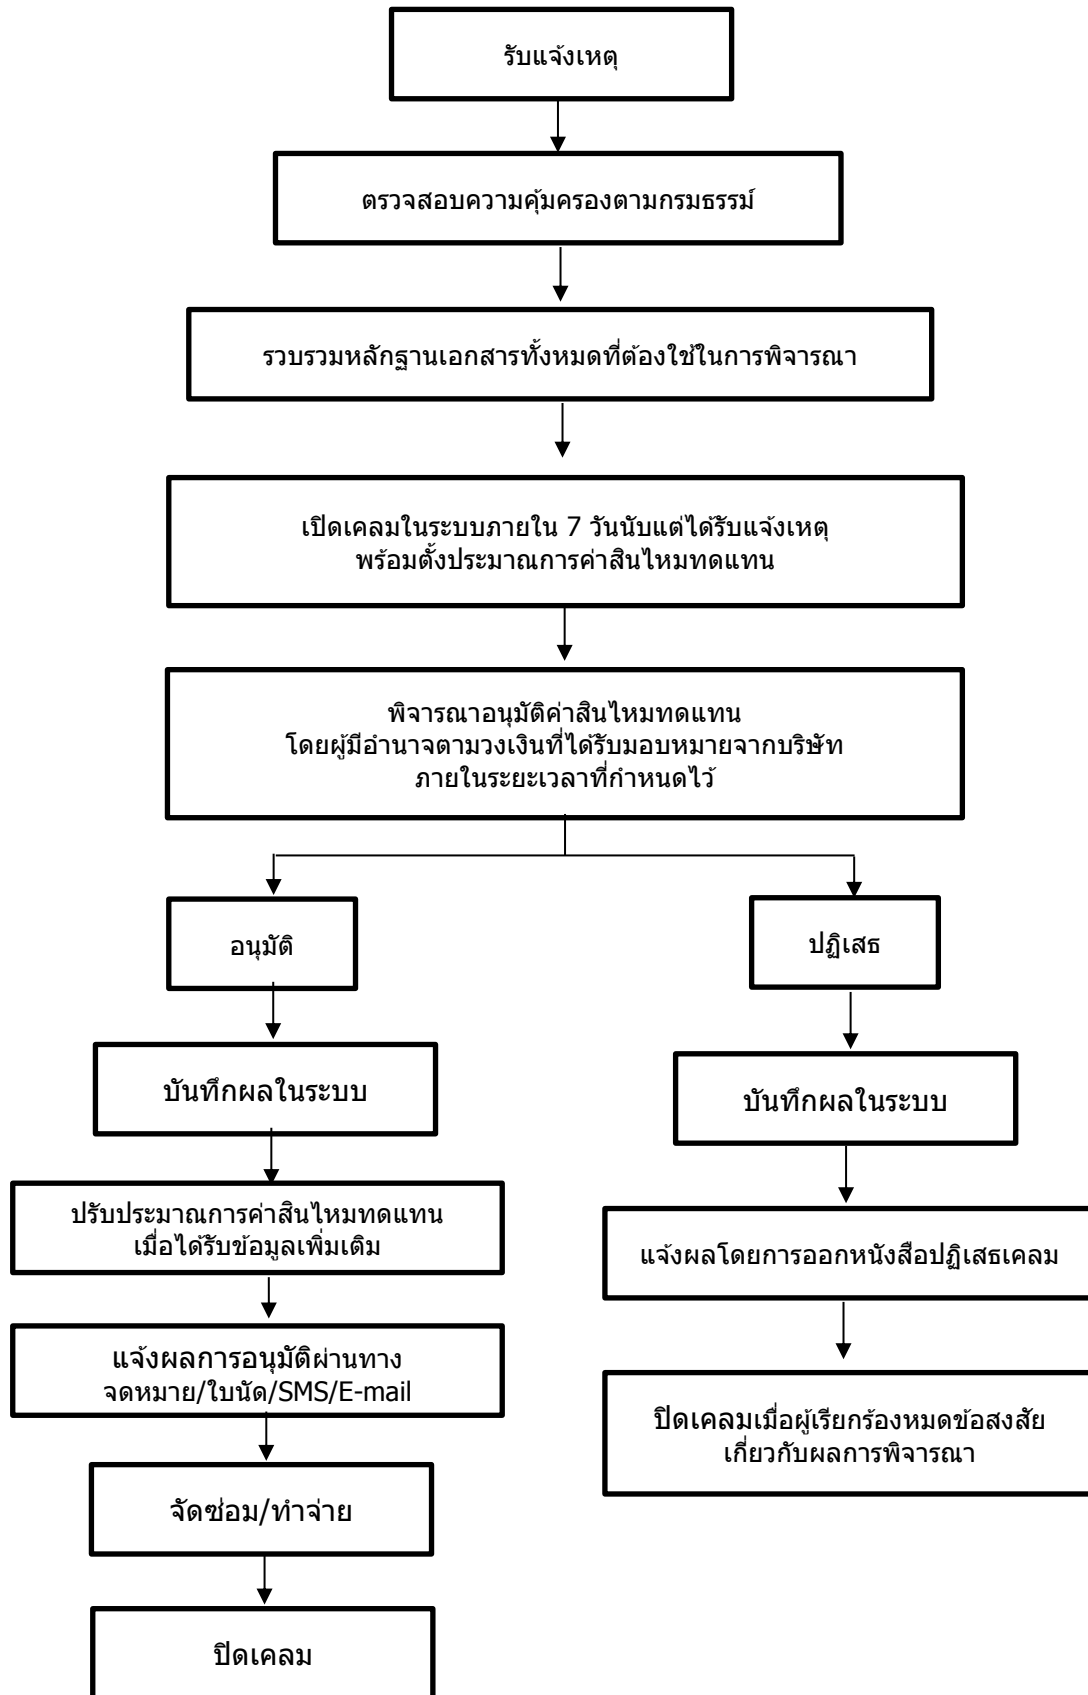 รับแจ้งเหตุ
ตรวจสอบความคุ้มครองตามกรมธรรม์
รวบรวมหลักฐานเอกสารทั้งหมดที่ต้องใช้ในการพิจารณา
เปิดเคลมในระบบภายใน 7 วันนับแต่ได้รับแจ้งเหตุ
พร้อมตั้งประมาณการค่าสินไหมทดแทน
พิจารณาอนุมัติค่าสินไหมทดแทน
โดยผู้มีอำนาจตามวงเงินที่ได้รับมอบหมายจากบริษัท
ภายในระยะเวลาที่กำหนดไว้
อนุมัติ
บันทึกผลในระบบ
ปรับประมาณการค่าสินไหมทดแทน
เมื่อได้รับข้อมูลเพิ่มเติม
แจ้งผลการอนุมัติผ่านทาง
จดหมาย/ใบนัด/SMS/E-mail
จัดซ่อม/ทำจ่าย
ปิดเคลม
ปฏิเสธ
บันทึกผลในระบบ
แจ้งผลโดยการออกหนังสือปฏิเสธเคลม
ปิดเคลมเมื่อผู้เรียกร้องหมดข้อสงสัย
เกี่ยวกับผลการพิจารณา